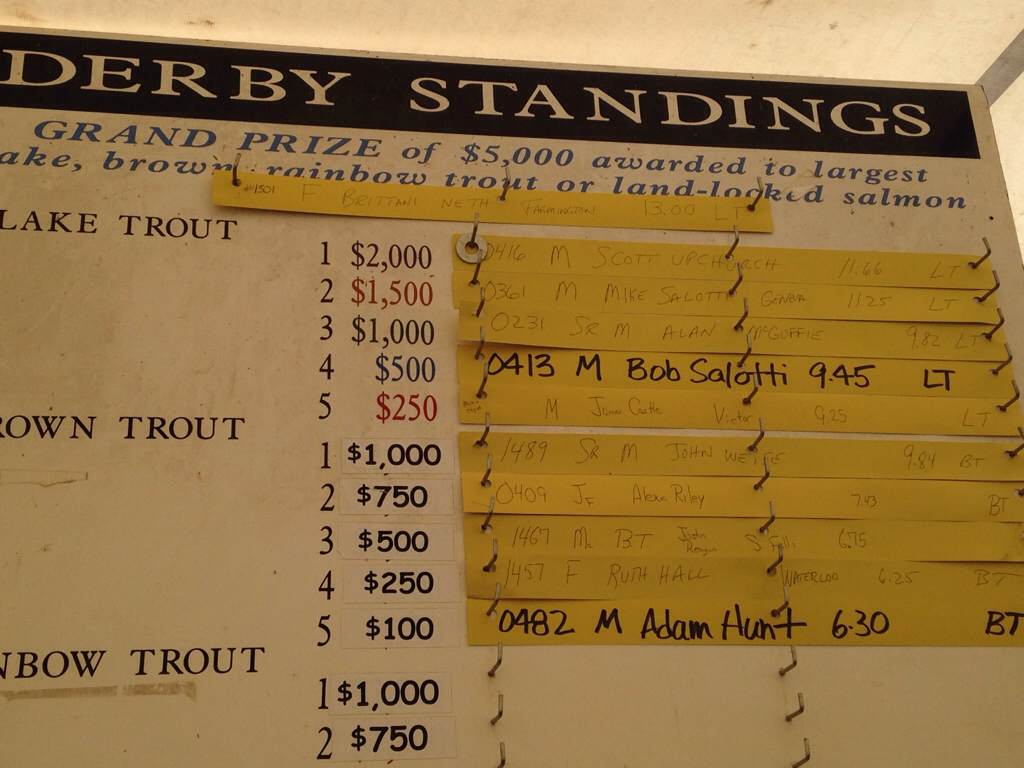 DERBY STANDINGS
GRAND PRIZE of $5,000 awarded to largest
ake, brown, rainbow trout or land-locked salmon
#1501 F BRITTANI NETH FARMINGTON 13.00 LT
LAKE TROUT
1 $2,000 0416 M SCOTT UPCHURCH 11.66 LT
2 $1,500 0361 M MIKE SALOTTI GENEVA 11.25 LT
3 $1,000 0231 SR M ALAN McGUFFIE 9.82 LT
4 $500 0413 M Bob Salotti 9.45 LT
5 $250 M John Victor 9.25 LT
ROWN TROUT
1 $1,000 1489 SR M JOHN 9.84 BT
2 $750 0409 Alexa Riley 7.43 BT
3 $500 1467 M BT John S Falls 6.75
4 $250 1457 F RUTH HALL WATERLOO 6.25 BT
5 $100 0482 M Adam Hunt 6.30 BT
NBOW TROUT
1 $1,000
2 $750